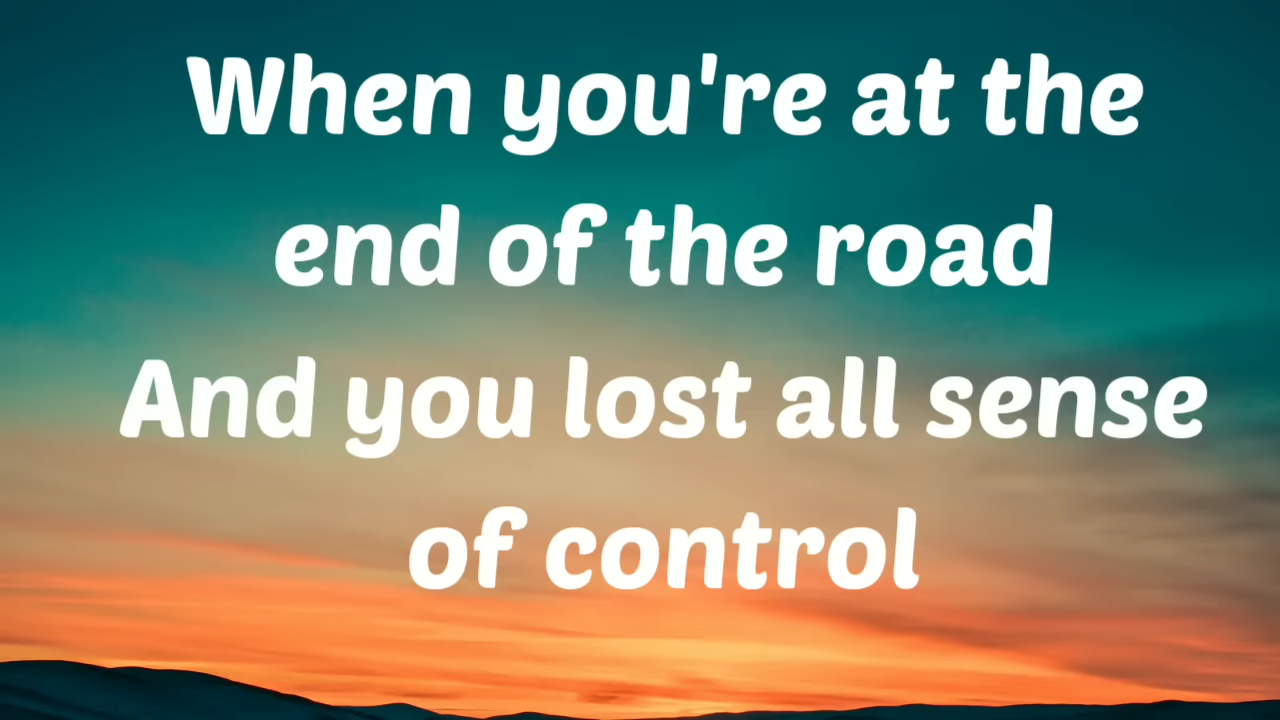 When you're at the
end of the road
And you lost all sense
of control